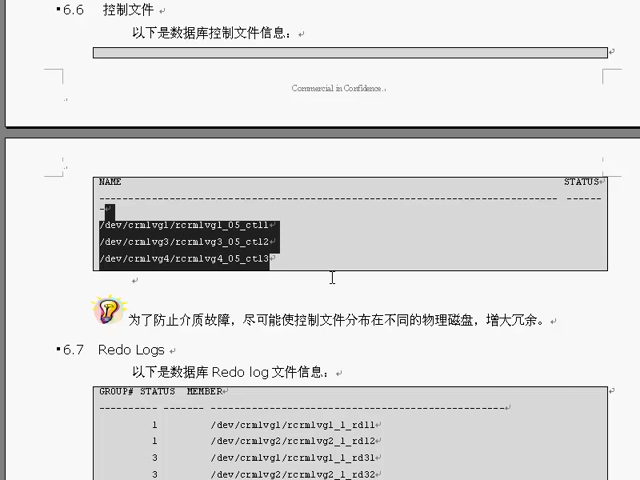 6.6 控制文件
以下是数据库控制文件信息：
Commercial in Confidence
NAME STATUS
/dev/crmlvg1/rcrmlvg1_05_ctl1
/dev/crmlvg3/rcrmlvg3_05_ctl2
/dev/crmlvg4/rcrmlvg4_05_ctl3
为了防止介质故障，尽可能使控制文件分布在不同的物理磁盘，增大冗余。
6.7 Redo Logs
以下是数据库 Redo log 文件信息：
GROUP# STATUS MEMBER
1 /dev/crmlvg1/rcrmlvg1_1_rd11
1 /dev/crmlvg2/rcrmlvg2_1_rd12
3 /dev/crmlvg1/rcrmlvg1_1_rd31
3 /dev/crmlvg2/rcrmlvg2_1_rd32